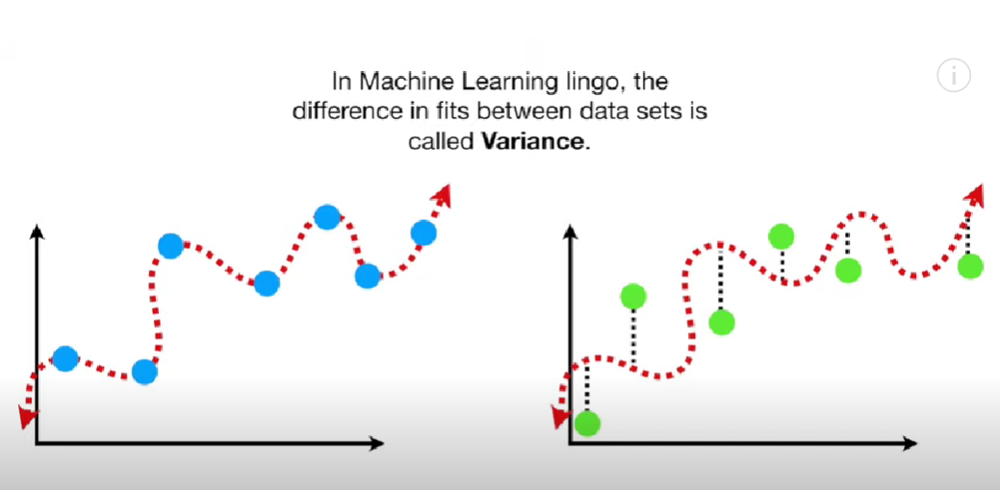 In Machine Learning lingo, the
difference in fits between data sets is
called Variance.